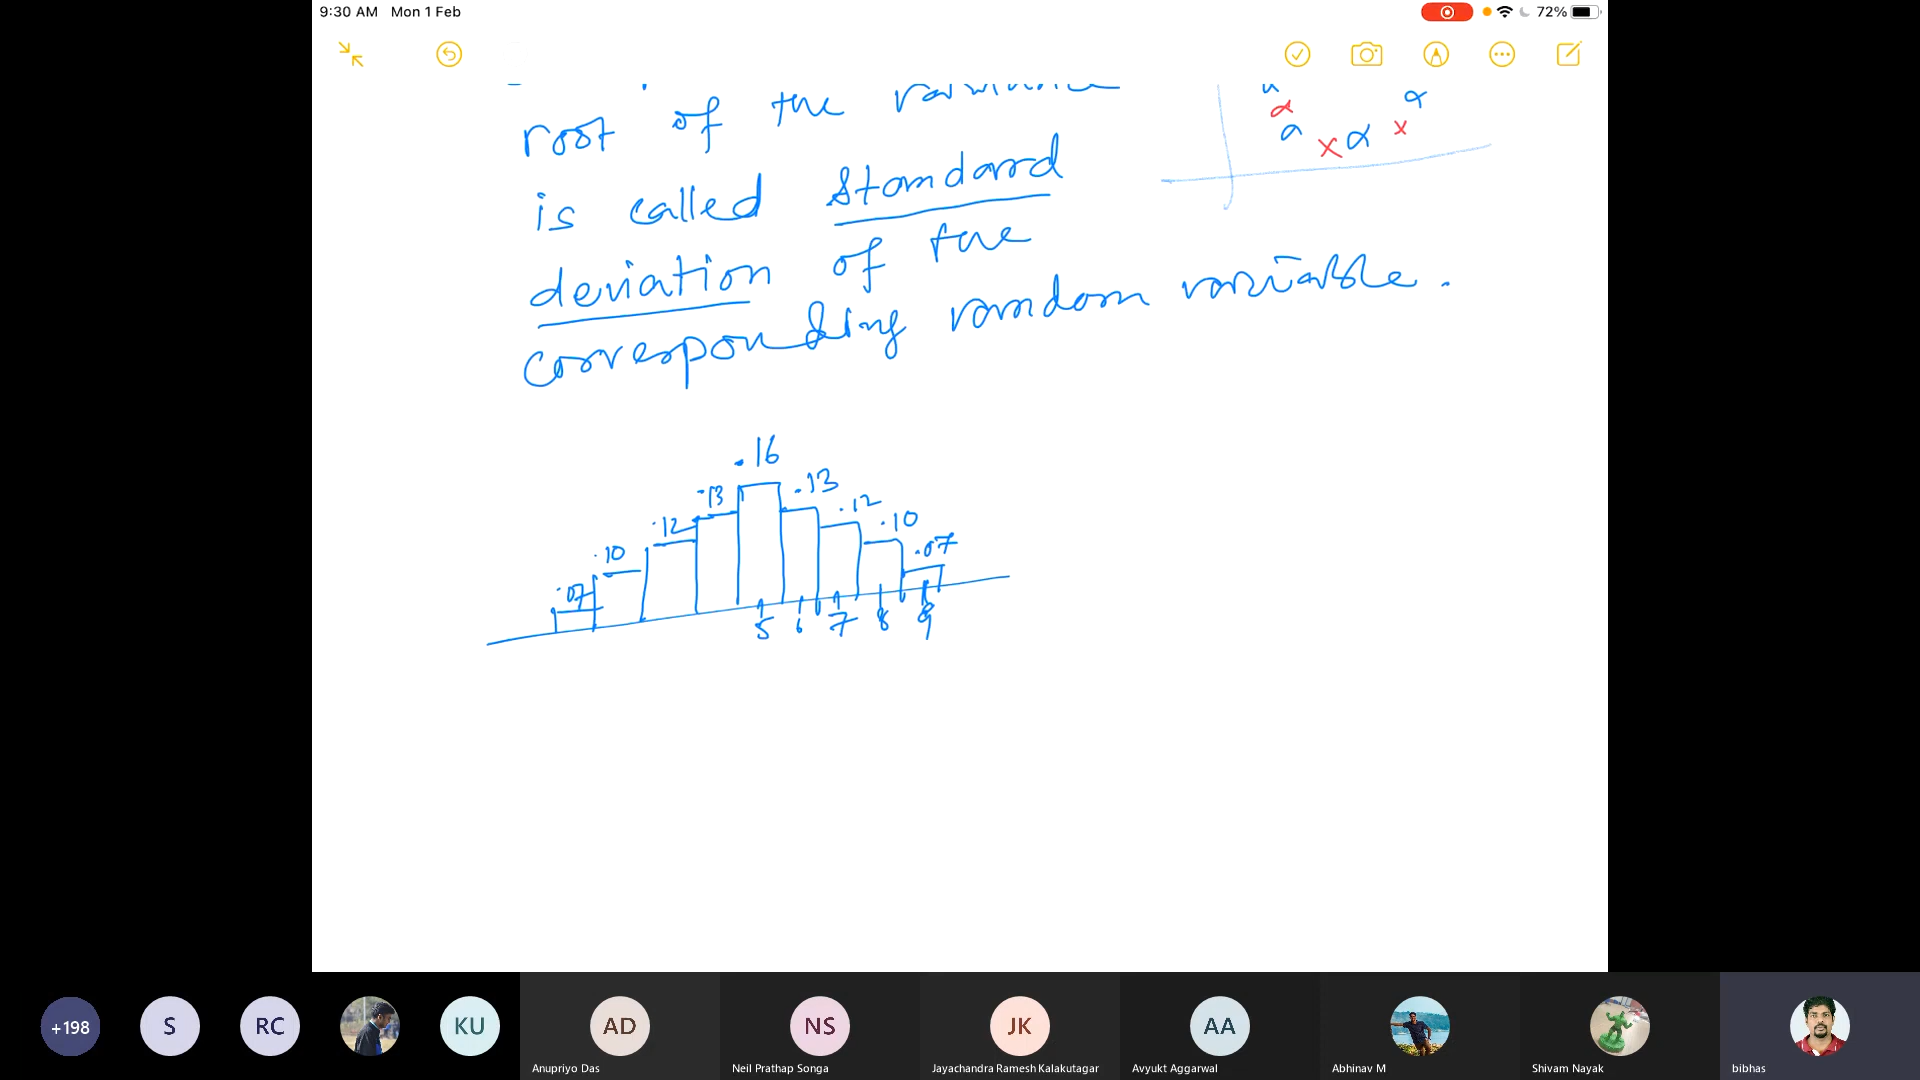 9:30 AM Mon 1 Feb
72%
root of the variance
is called standard
deviation of the
corresponding random variable.
α
α
α
x α x
.16
.13 .13
.12 .12
.10 .10
.07 .07
5 6 7 8 9
+198 S RC KU AD NS JK AA
Anupriyo Das Neil Prathap Songa Jayachandra Ramesh Kalakutagar Avyukt Aggarwal Abhinav M Shivam Nayak bibhas